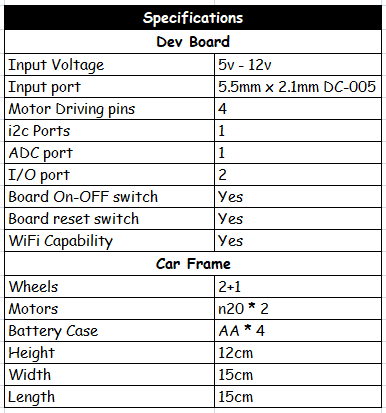 Specifications
Dev Board
Input Voltage 5v - 12v
Input port 5.5mm x 2.1mm DC-005
Motor Driving pins 4
i2c Ports 1
ADC port 1
I/O port 2
Board On-OFF switch Yes
Board reset switch Yes
WiFi Capability Yes
Car Frame
Wheels 2+1
Motors n20 * 2
Battery Case AA * 4
Height 12cm
Width 15cm
Length 15cm